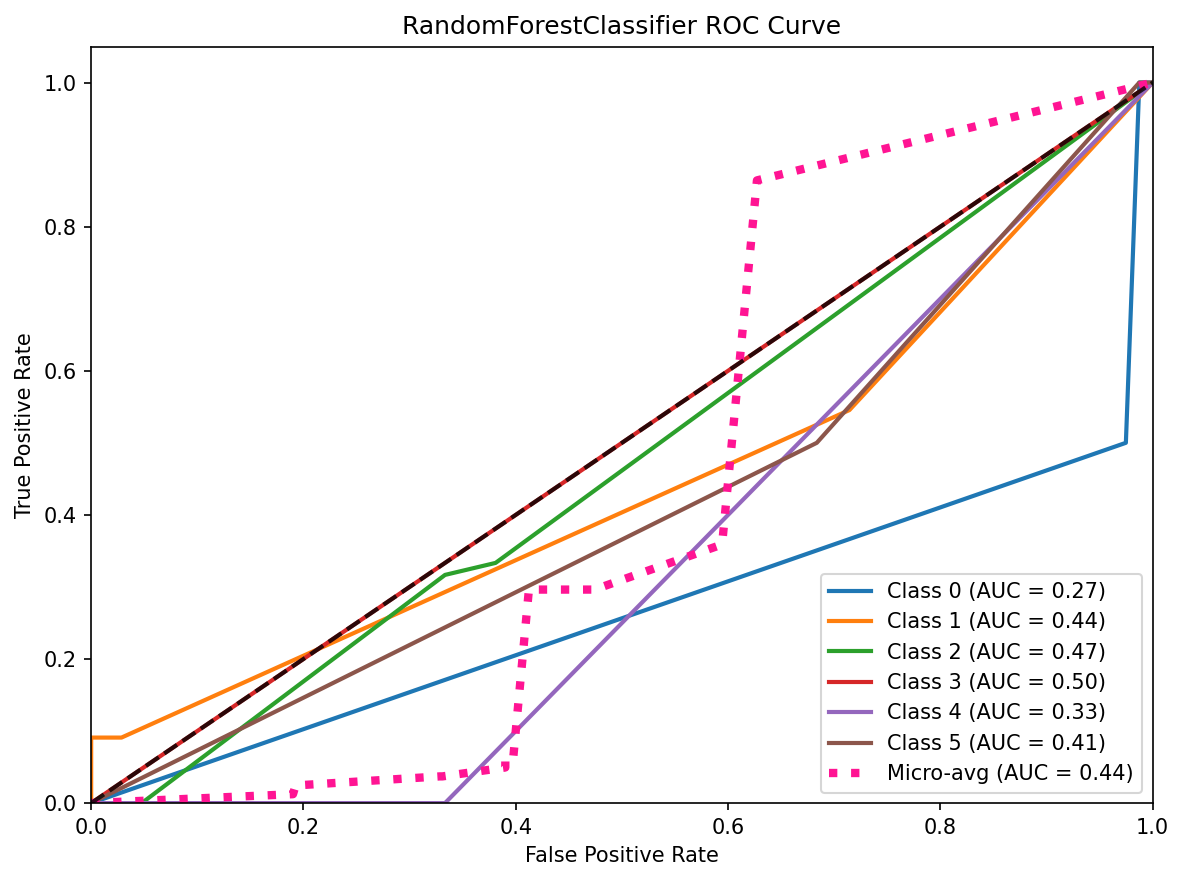 RandomForestClassifier ROC Curve
True Positive Rate
1.0
0.8
0.6
0.4
0.2
0.0
0.0 0.2 0.4 0.6 0.8 1.0
False Positive Rate
Class 0 (AUC = 0.27)
Class 1 (AUC = 0.44)
Class 2 (AUC = 0.47)
Class 3 (AUC = 0.50)
Class 4 (AUC = 0.33)
Class 5 (AUC = 0.41)
Micro-avg (AUC = 0.44)